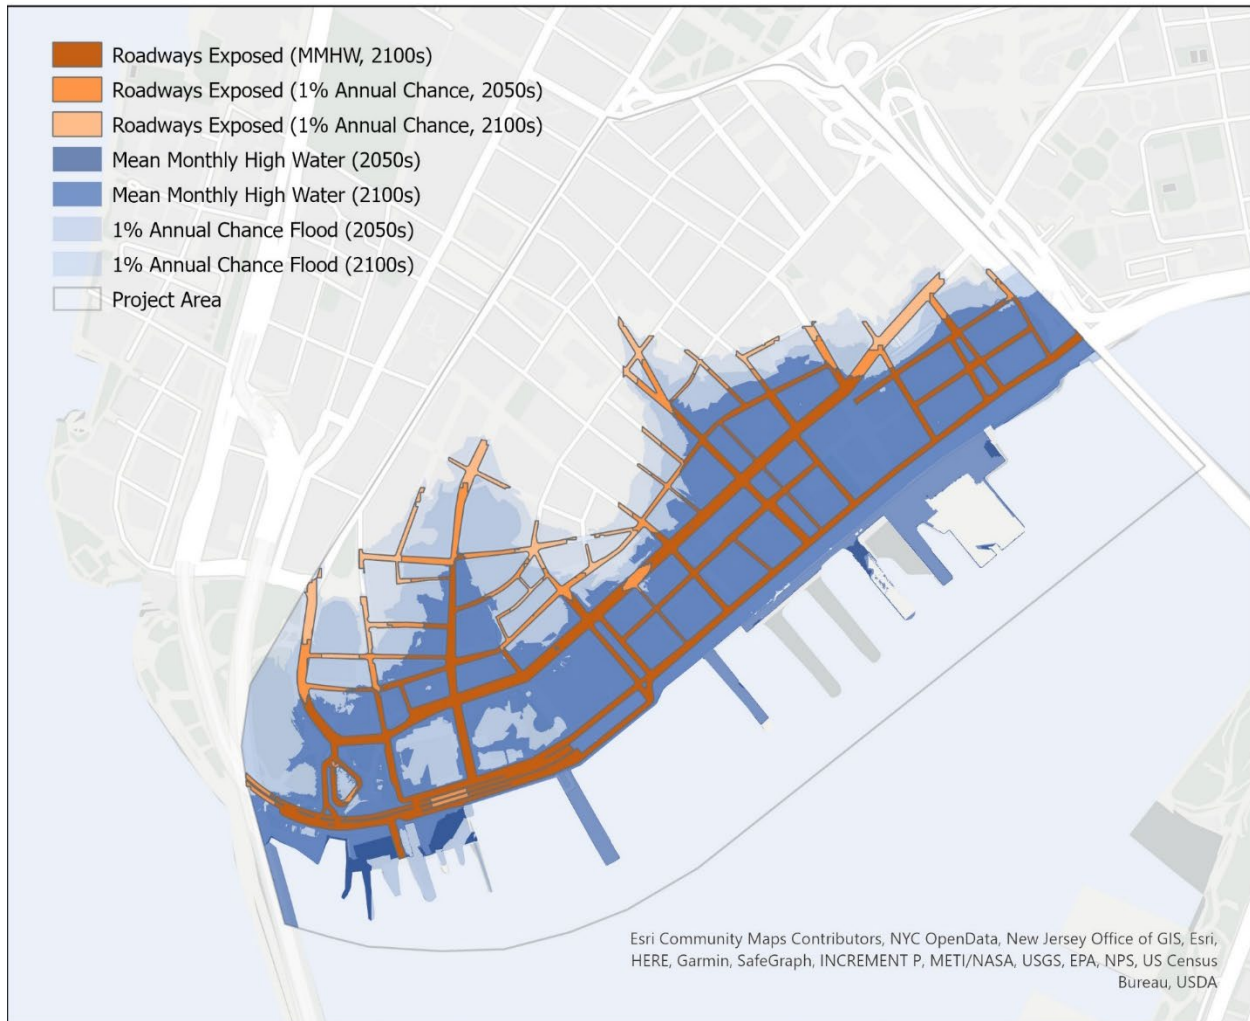 Roadways Exposed (MMHW, 2100s)
Roadways Exposed (1% Annual Chance, 2050s)
Roadways Exposed (1% Annual Chance, 2100s)
Mean Monthly High Water (2050s)
Mean Monthly High Water (2100s)
1% Annual Chance Flood (2050s)
1% Annual Chance Flood (2100s)
Project Area
Esri Community Maps Contributors, NYC OpenData, New Jersey Office of GIS, Esri,
HERE, Garmin, SafeGraph, INCREMENT P, METI/NASA, USGS, EPA, NPS, US Census
Bureau, USDA